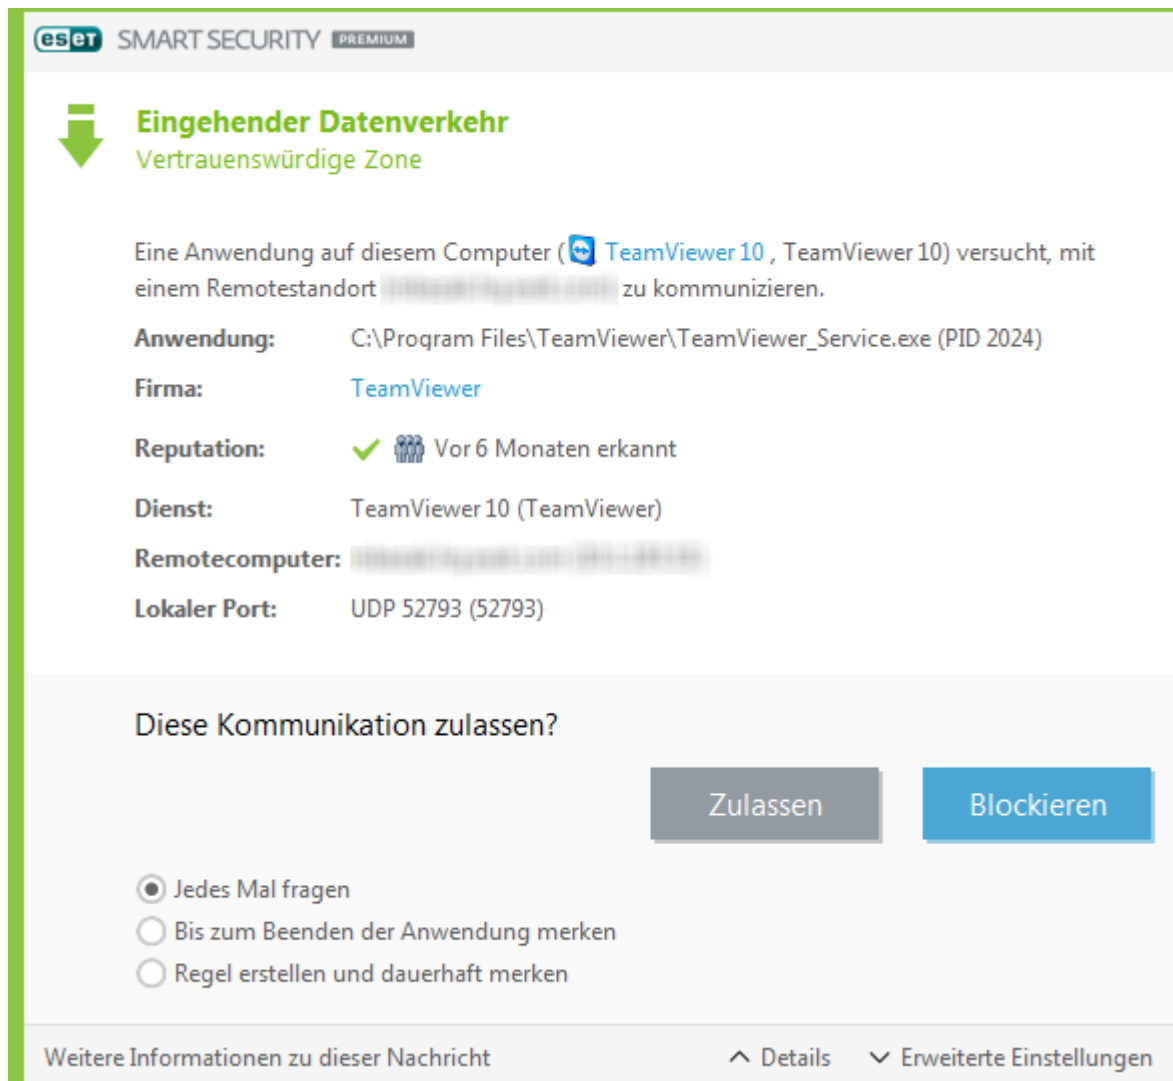 eset SMART SECURITY PREMIUM
Eingehender Datenverkehr
Vertrauenswürdige Zone
Eine Anwendung auf diesem Computer ( TeamViewer 10 , TeamViewer 10) versucht, mit
einem Remotestandort zu kommunizieren.
Anwendung: C:\Program Files\TeamViewer\TeamViewer_Service.exe (PID 2024)
Firma: TeamViewer
Reputation: Vor 6 Monaten erkannt
Dienst: TeamViewer 10 (TeamViewer)
Remotecomputer:
Lokaler Port: UDP 52793 (52793)
Diese Kommunikation zulassen?
Zulassen Blockieren
Jedes Mal fragen
Bis zum Beenden der Anwendung merken
Regel erstellen und dauerhaft merken
Weitere Informationen zu dieser Nachricht Details Erweiterte Einstellungen